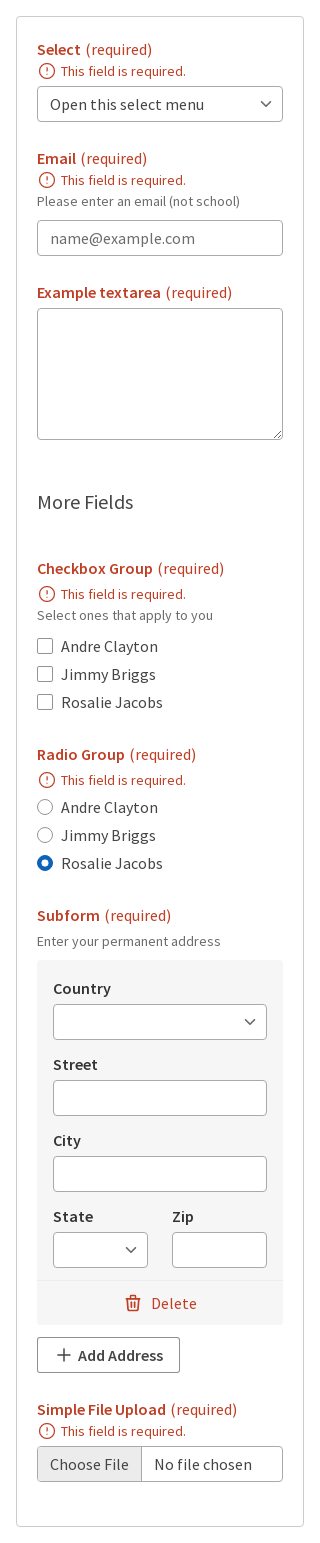 Select (required)
This field is required.
Open this select menu
Email (required)
This field is required.
Please enter an email (not school)
name@example.com
Example textarea (required)
More Fields
Checkbox Group (required)
This field is required.
Select ones that apply to you
Andre Clayton
Jimmy Briggs
Rosalie Jacobs
Radio Group (required)
This field is required.
Andre Clayton
Jimmy Briggs
Rosalie Jacobs
Subform (required)
Enter your permanent address
Country
Street
City
State Zip
Delete
Add Address
Simple File Upload (required)
This field is required.
Choose File No file chosen